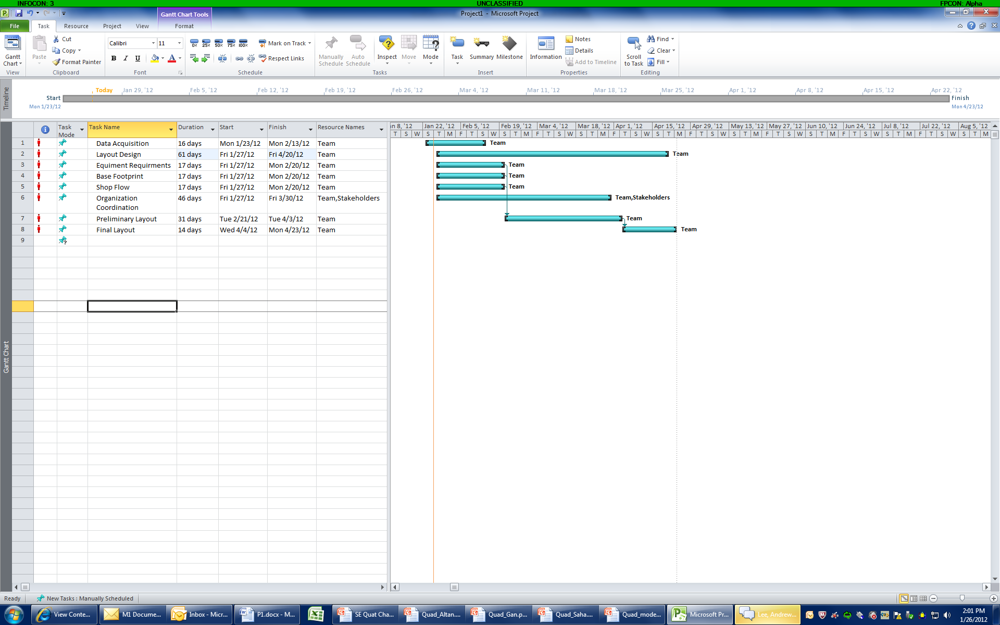 INFOCON: 3 UNCLASSIFIED FPCON: Alpha
Gantt Chart Tools Project1 - Microsoft Project
File Task Resource Project View Format
Gantt Chart Paste Cut Copy Format Painter
Calibri 11 B I U A
0% 25% 50% 75% 100% Mark on Track Respect Links
Manually Schedule Auto Schedule Inspect Move Mode
Task Summary Milestone Information Notes Details Add to Timeline
Scroll to Task Find Clear Fill
View Clipboard Font Schedule Tasks Insert Properties Editing
Timeline
Today Jan 29, '12 Feb 5, '12 Feb 12, '12 Feb 19, '12 Feb 26, '12 Mar 4, '12 Mar 11, '12 Mar 18, '12 Mar 25, '12 Apr 1, '12 Apr 8, '12 Apr 15, '12 Apr 22, '12
Start Finish
Mon 1/23/12 Mon 4/23/12
Task Mode Task Name Duration Start Finish Resource Names
n 8, '12 Jan 22, '12 Feb 5, '12 Feb 19, '12 Mar 4, '12 Mar 18, '12 Apr 1, '12 Apr 15, '12 Apr 29, '12 May 13, '12 May 27, '12 Jun 10, '12 Jun 24, '12 Jul 8, '12 Jul 22, '12 Aug 5, '12
T S W S T M F T S W S T M F T S W S T M F T S W S T M F T S W S T M F T S W S T M F T S W S T M F T S W S T M
1 Data Acquisition 16 days Mon 1/23/12 Mon 2/13/12 Team Team
2 Layout Design 61 days Fri 1/27/12 Fri 4/20/12 Team Team
3 Equiment Requirments 17 days Fri 1/27/12 Mon 2/20/12 Team Team
4 Base Footprint 17 days Fri 1/27/12 Mon 2/20/12 Team Team
5 Shop Flow 17 days Fri 1/27/12 Mon 2/20/12 Team Team
6 Organization Coordination 46 days Fri 1/27/12 Fri 3/30/12 Team,Stakeholders Team,Stakeholders
7 Preliminary Layout 31 days Tue 2/21/12 Tue 4/3/12 Team Team
8 Final Layout 14 days Wed 4/4/12 Mon 4/23/12 Team Team
9
Gantt Chart
Ready New Tasks : Manually Scheduled
View Conte... M1 Docume... Inbox - Micr... P1.docx - M... SE Quat Cha... Quad_Altan.... Quad_Gan.p... Quad_Saha.... Quad_mode... Microsoft Pr... Lee, Andrew...
2:01 PM
1/26/2012